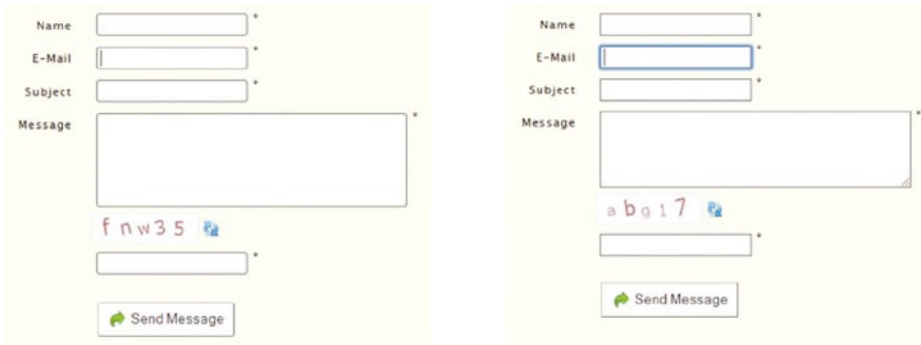 Name *
E-Mail *
Subject *
Message *
fnw35
*
Send Message
Name *
E-Mail *
Subject *
Message *
abg17
*
Send Message